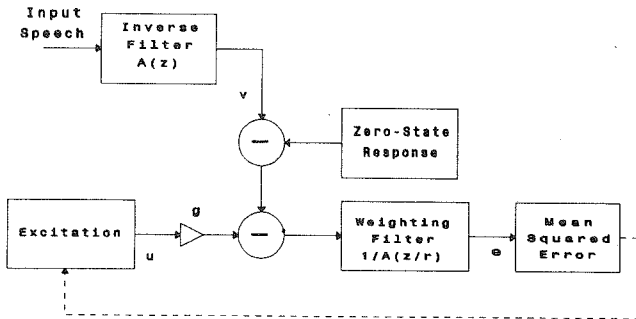 Input
Speech
Inverse
Filter
A(z)
v
Zero-State
Response
g
Excitation
u
Weighting
Filter
1/A(z/r)
e
Mean
Squared
Error